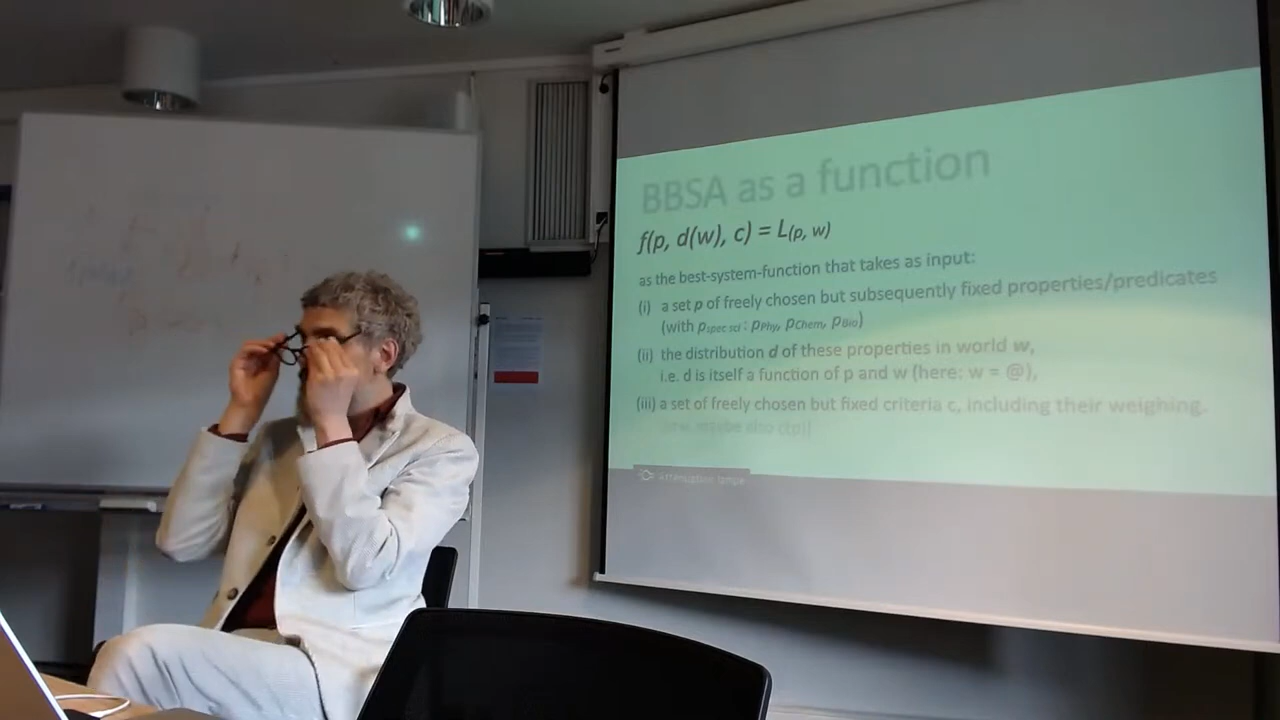 BBSA as a function
f(p, d(w), c) = L(p, w)
as the best-system-function that takes as input:
(i) a set p of freely chosen but subsequently fixed properties/predicates
(with pspec sci : pPhy, pChem, pBio)
(ii) the distribution d of these properties in world w,
i.e. d is itself a function of p and w (here: w = @),
(iii) a set of freely chosen but fixed criteria c, including their weighing.